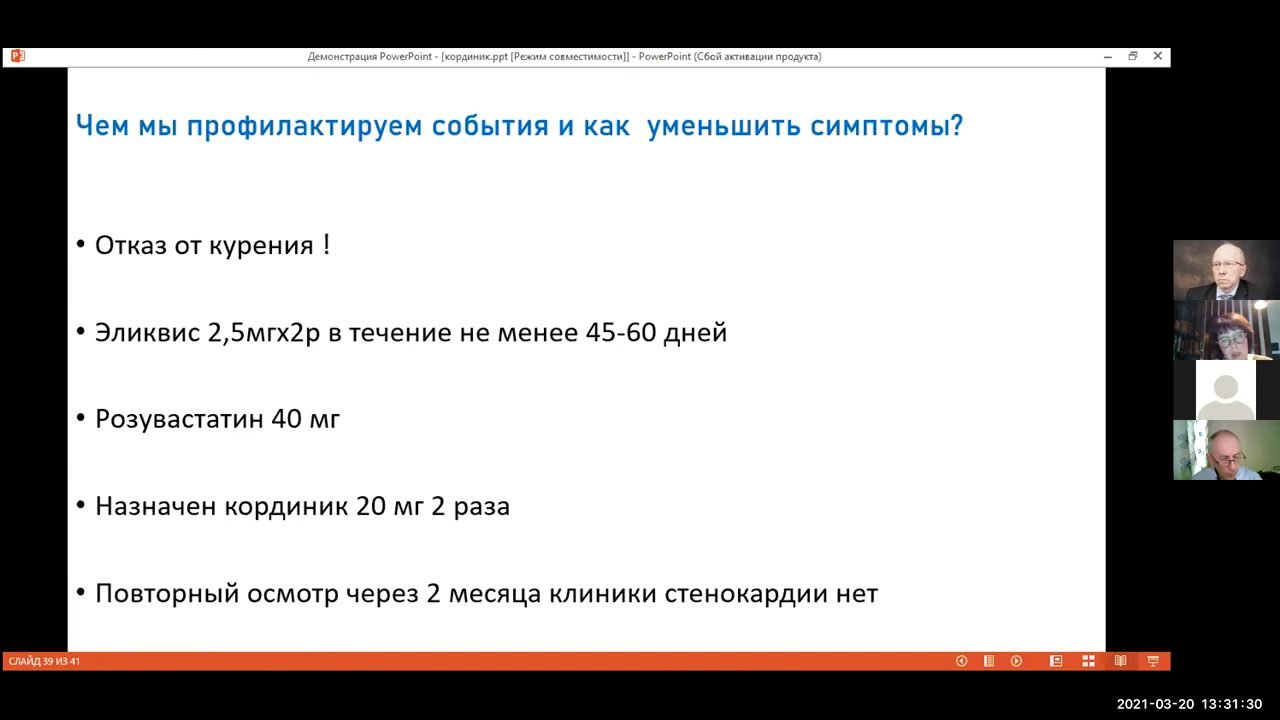 Демонстрация PowerPoint - [кординик.ppt [Режим совместимости]] - PowerPoint (Сбой активации продукта)
Чем мы профилактируем события и как уменьшить симптомы?
• Отказ от курения !
• Эликвис 2,5мгх2р в течение не менее 45-60 дней
• Розувастатин 40 мг
• Назначен кординик 20 мг 2 раза
• Повторный осмотр через 2 месяца клиники стенокардии нет
СЛАЙД 39 ИЗ 41
2021-03-20 13:31:30